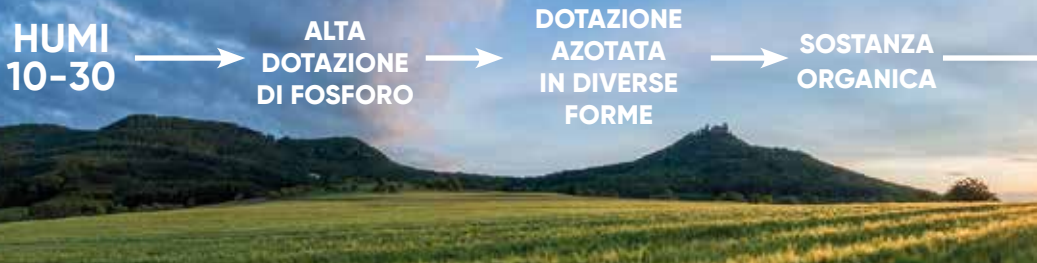 HUMI
10-30
ALTA
DOTAZIONE
DI FOSFORO
DOTAZIONE
AZOTATA
IN DIVERSE
FORME
SOSTANZA
ORGANICA